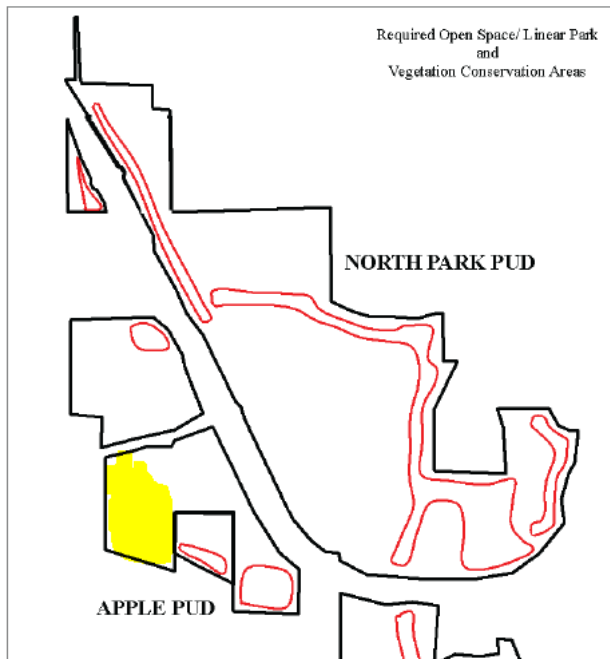 Required Open Space/ Linear Park
and
Vegetation Conservation Areas
NORTH PARK PUD
APPLE PUD